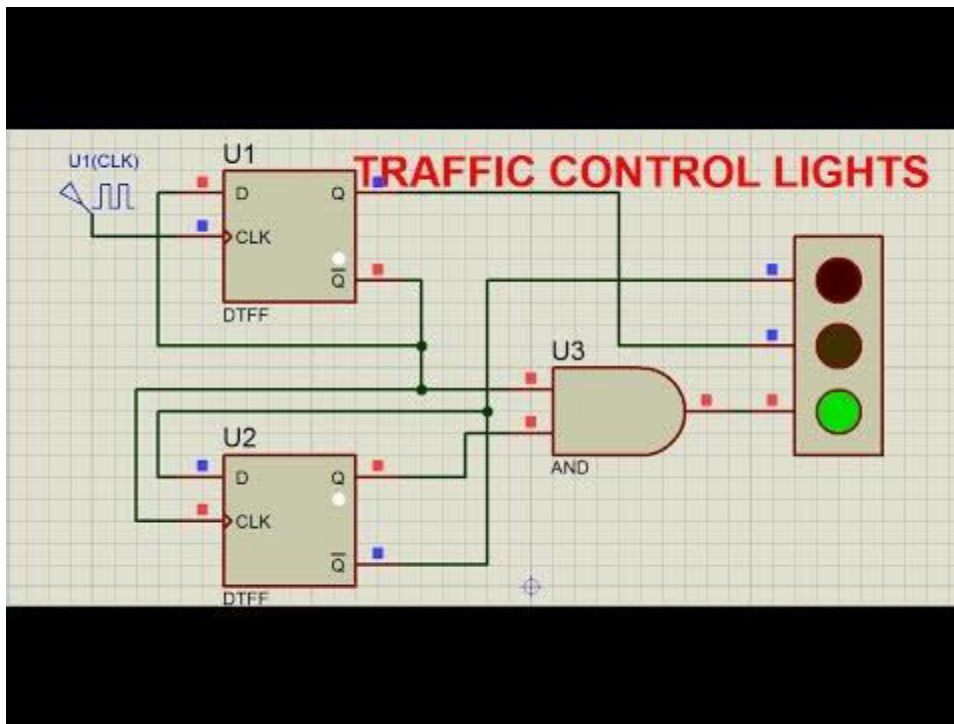 U1(CLK)
U1
TRAFFIC CONTROL LIGHTS
D
Q
CLK
Q̅
DTFF
U3
AND
U2
D
Q
CLK
Q̅
DTFF